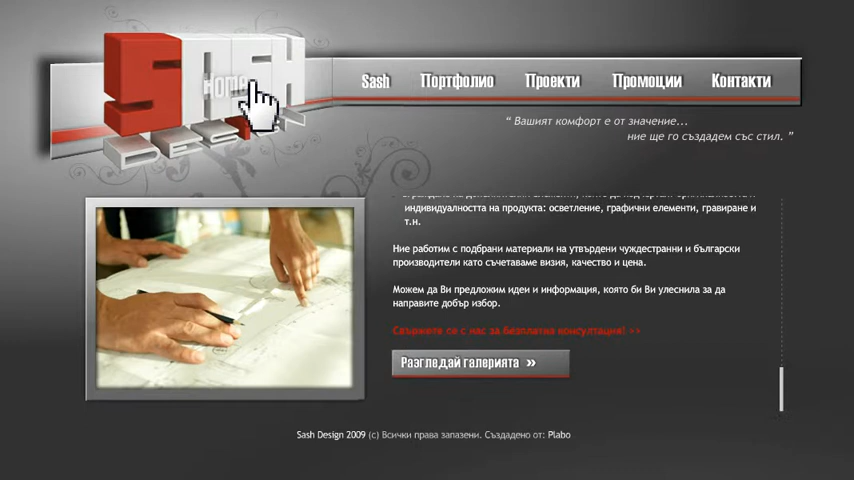 SASH
Home
Sash Портфолио Проекти Промоции Контакти
“ Вашият комфорт е от значение...
ние ще го създадем със стил. ”
индивидуалността на продукта: осветление, графични елементи, гравиране и
т.н.
Ние работим с подбрани материали на утвърдени чуждестранни и български
производители като съчетаваме визия, качество и цена.
Можем да Ви предложим идеи и информация, която би Ви улеснила за да
направите добър избор.
Свържете се с нас за безплатна консултация! >>
Разгледай галерията »
Sash Design 2009 (c) Всички права запазени. Създадено от: Plabo